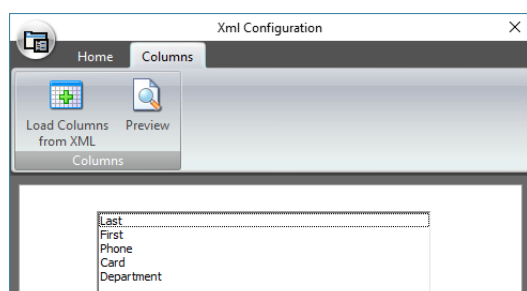 Xml Configuration
Home Columns
Load Columns from XML
Preview
Columns
Last
First
Phone
Card
Department